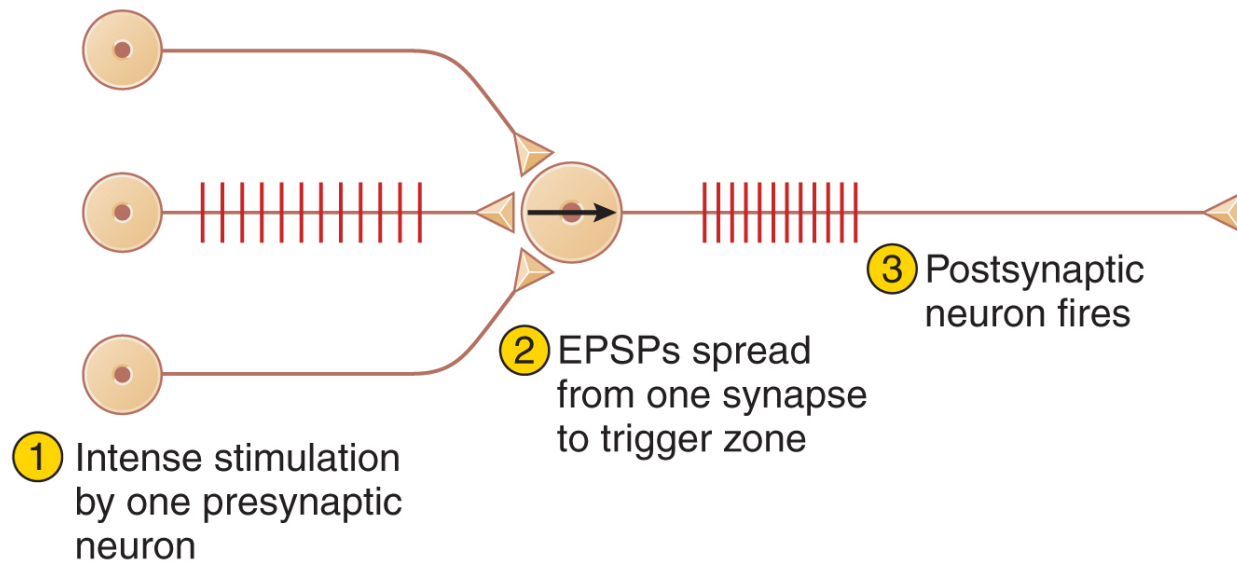 1 Intense stimulation
by one presynaptic
neuron
2 EPSPs spread
from one synapse
to trigger zone
3 Postsynaptic
neuron fires